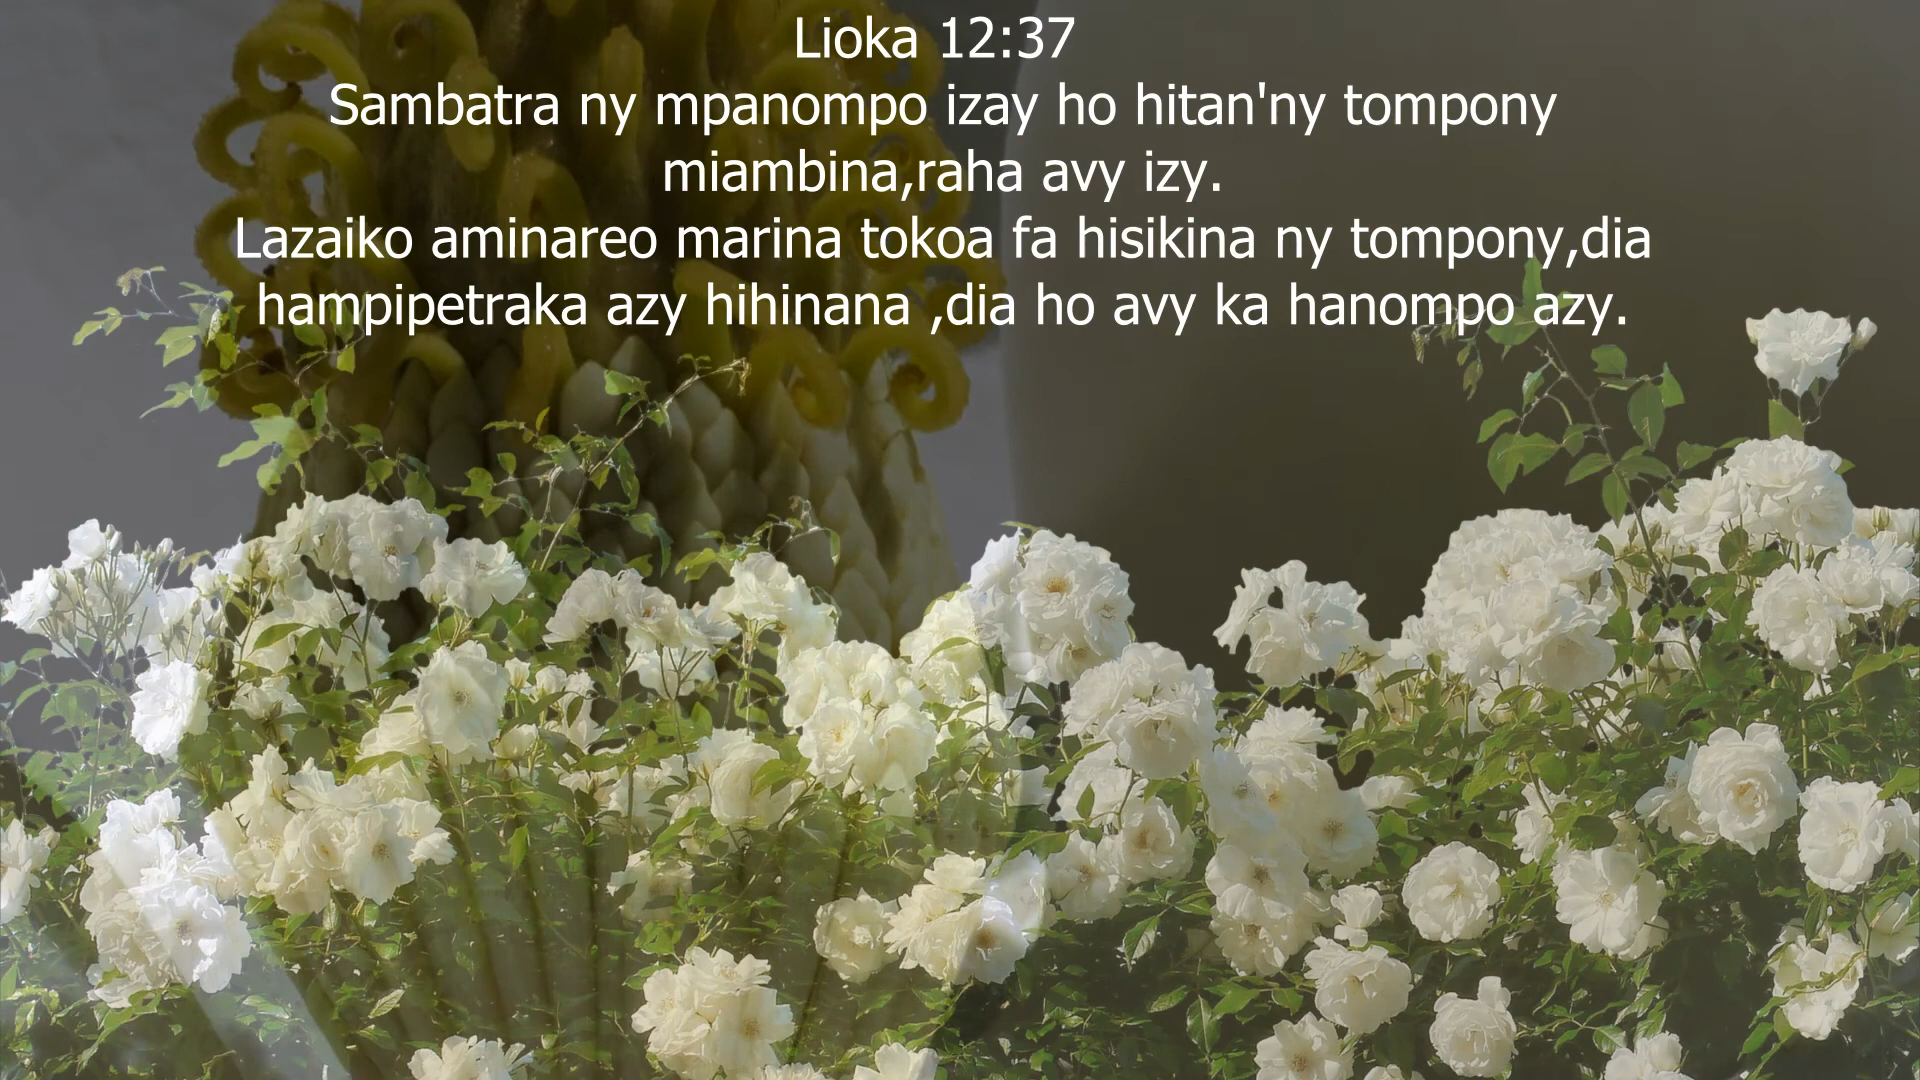 Lioka 12:37
Sambatra ny mpanompo izay ho hitan'ny tompony
miambina,raha avy izy.
Lazaiko aminareo marina tokoa fa hisikina ny tompony,dia
hampipetraka azy hihinana ,dia ho avy ka hanompo azy.